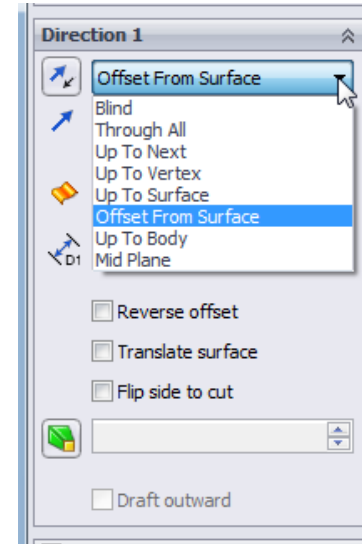 Direction 1
Offset From Surface
Blind
Through All
Up To Next
Up To Vertex
Up To Surface
Offset From Surface
Up To Body
Mid Plane
D1
Reverse offset
Translate surface
Flip side to cut
Draft outward